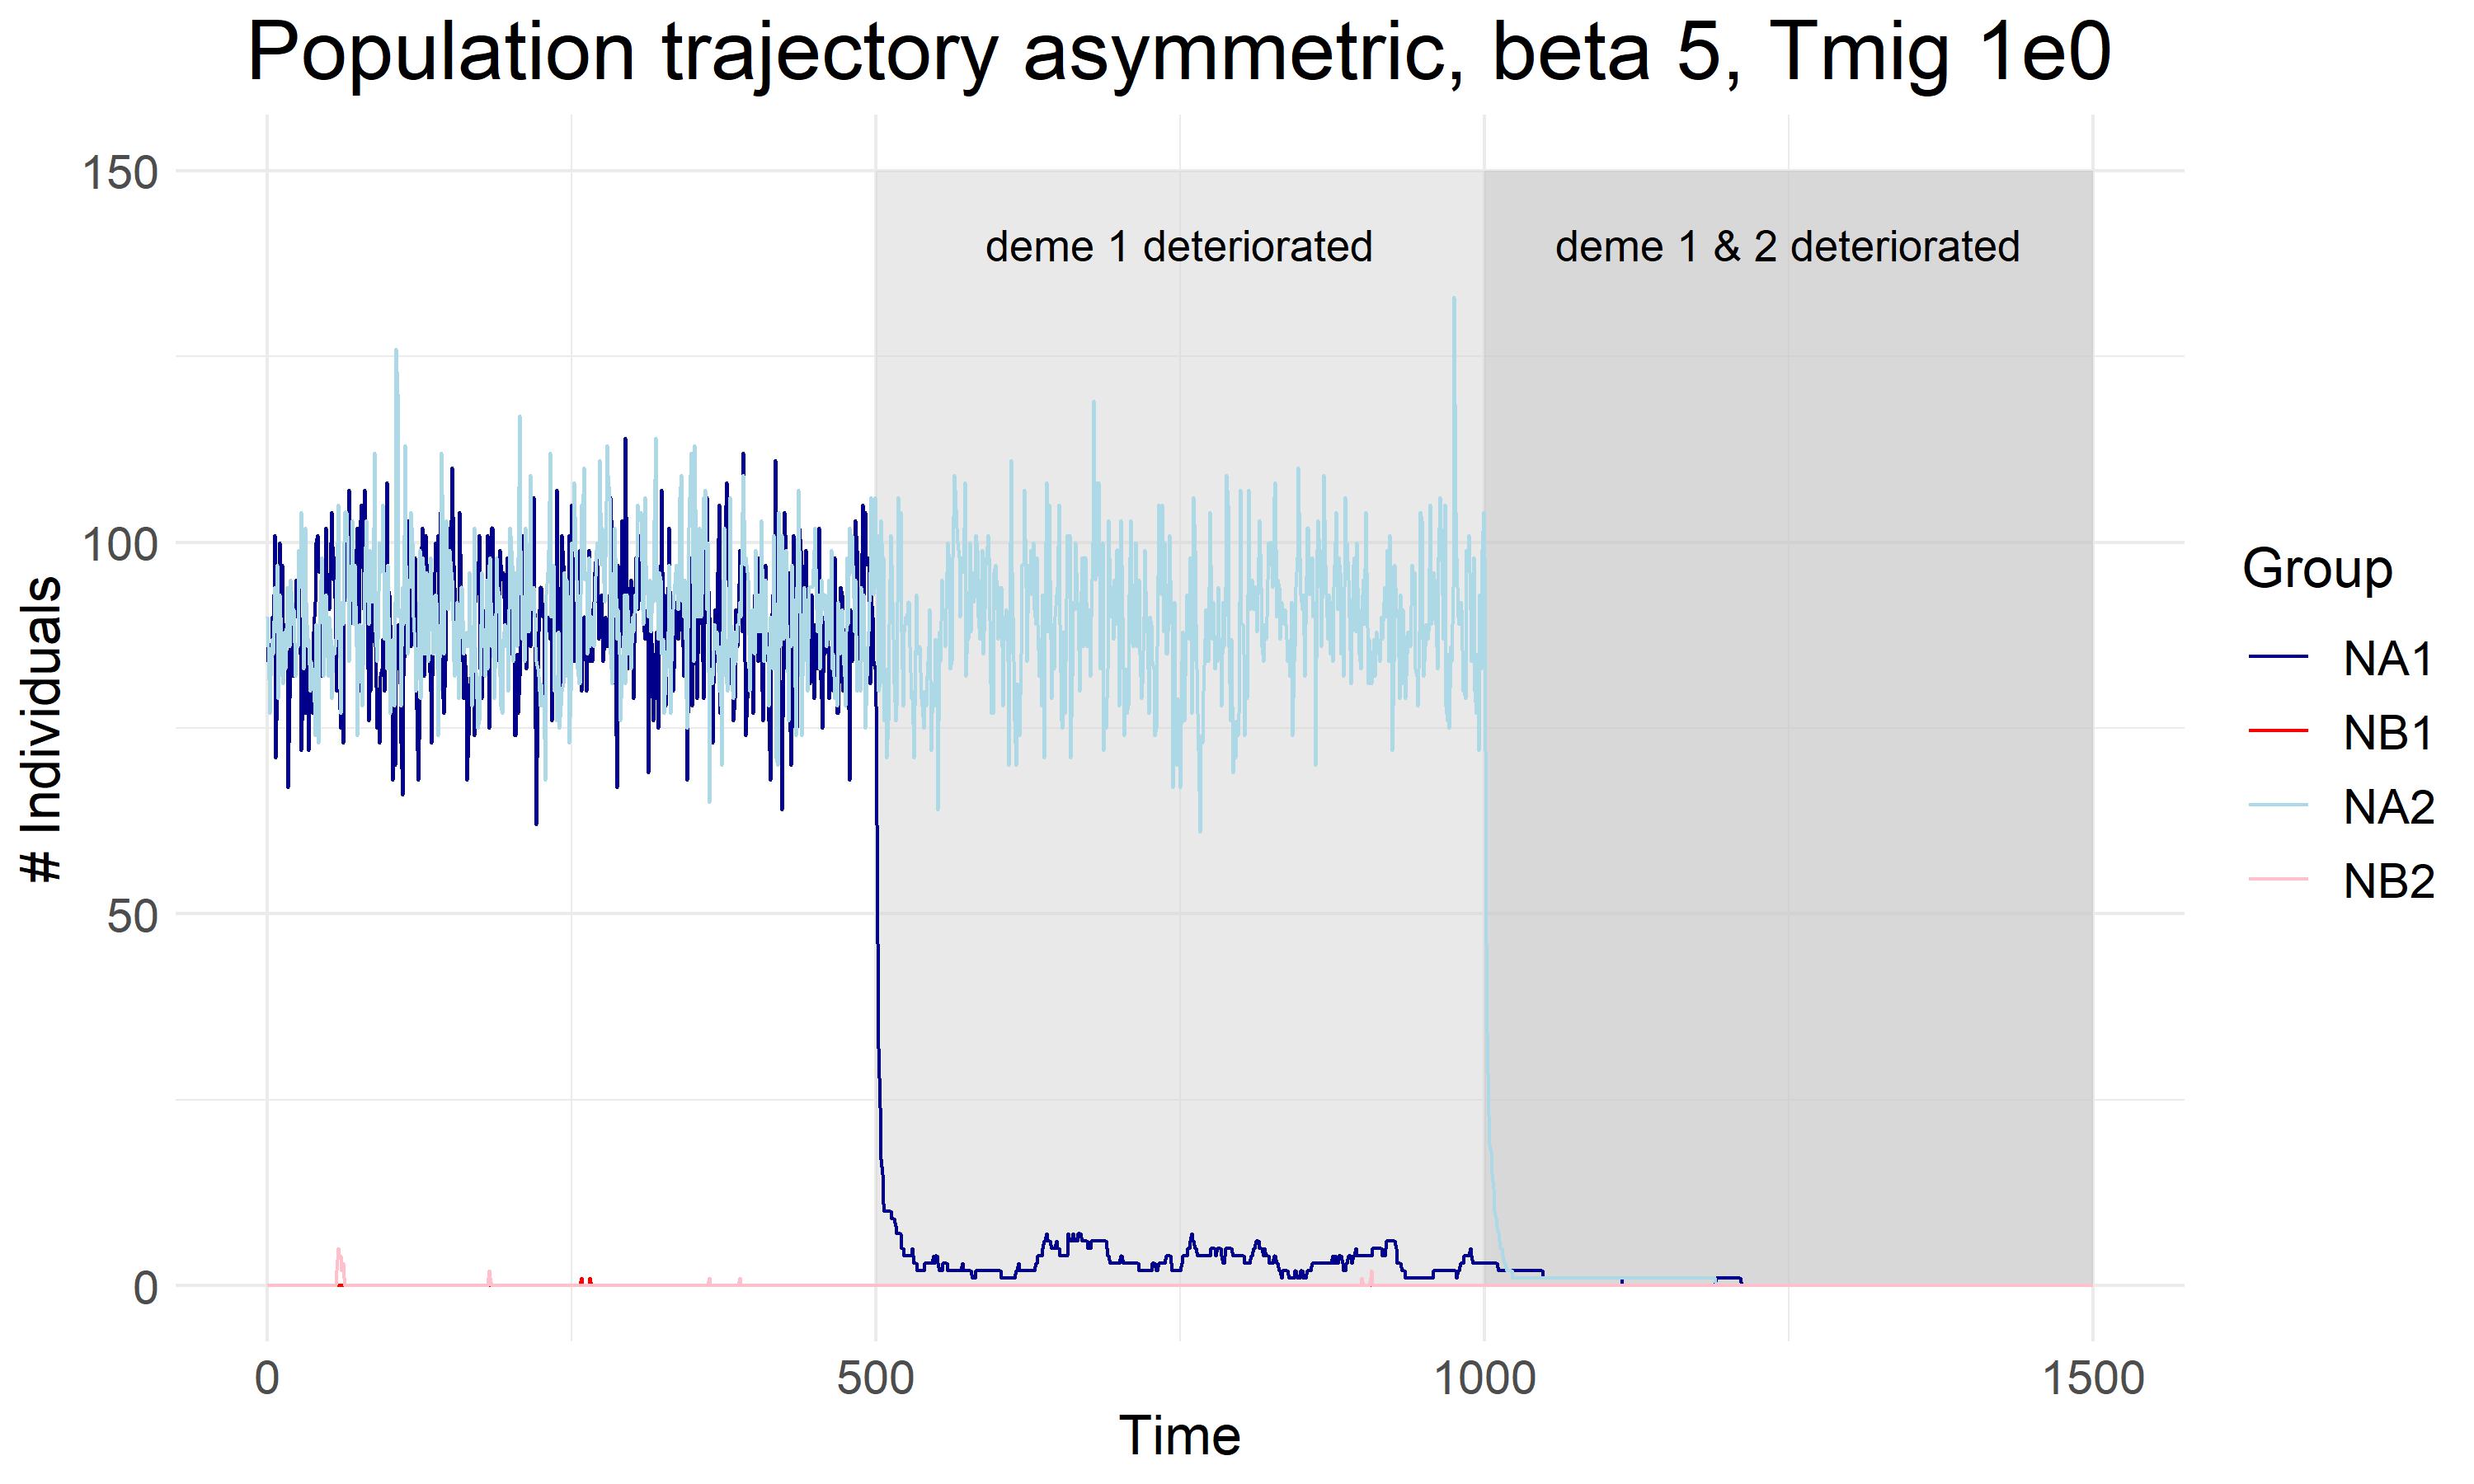 Population trajectory asymmetric, beta 5, Tmig 1e0
150
100
50
0
# Individuals
deme 1 deteriorated
deme 1 & 2 deteriorated
0
500
1000
1500
Time
Group
NA1
NB1
NA2
NB2